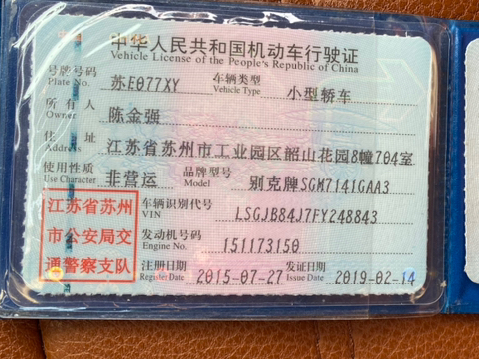 中华人民共和国机动车行驶证
Vehicle License of the People's Republic of China
号牌号码 Plate No. 苏E077XY 车辆类型 Vehicle Type 小型轿车
所有人 Owner 陈金强
住址 Address 江苏省苏州市工业园区韶山花园8幢704室
使用性质 Use Character 非营运 品牌型号 Model 别克牌SGM7141GAA3
江苏省苏州市公安局交通警察支队
车辆识别代号 VIN LSGJB84J7FY248843
发动机号码 Engine No. 151173150
注册日期 Register Date 2015-07-27 发证日期 Issue Date 2019-02-14